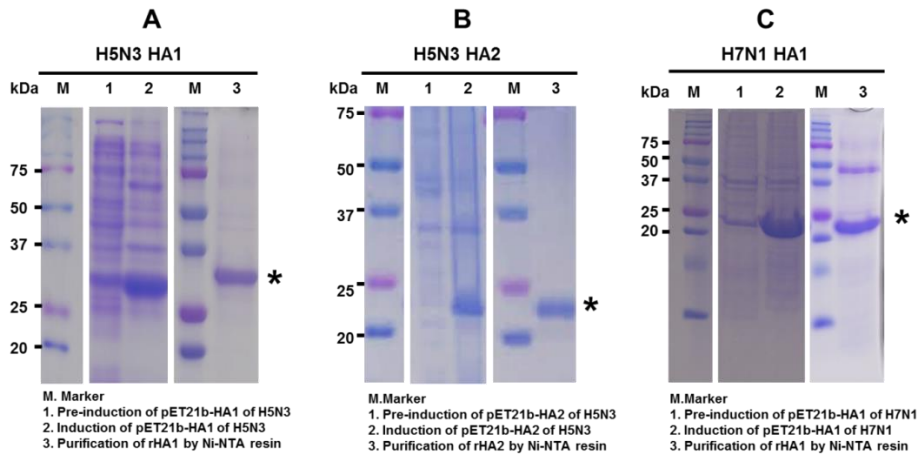 A
H5N3 HA1
kDa M 1 2 M 3
75
50
37
25
20
*
M. Marker
1. Pre-induction of pET21b-HA1 of H5N3
2. Induction of pET21b-HA1 of H5N3
3. Purification of rHA1 by Ni-NTA resin
B
H5N3 HA2
kDa M 1 2 M 3
75
50
37
25
20
*
M.Marker
1. Pre-induction of pET21b-HA2 of H5N3
2. Induction of pET21b-HA2 of H5N3
3. Purification of rHA2 by Ni-NTA resin
C
H7N1 HA1
kDa M 1 2 M 3
75
50
37
25
20
*
M.Marker
1. Pre-induction of pET21b-HA1 of H7N1
2. Induction of pET21b-HA1 of H7N1
3. Purification of rHA1 by Ni-NTA resin